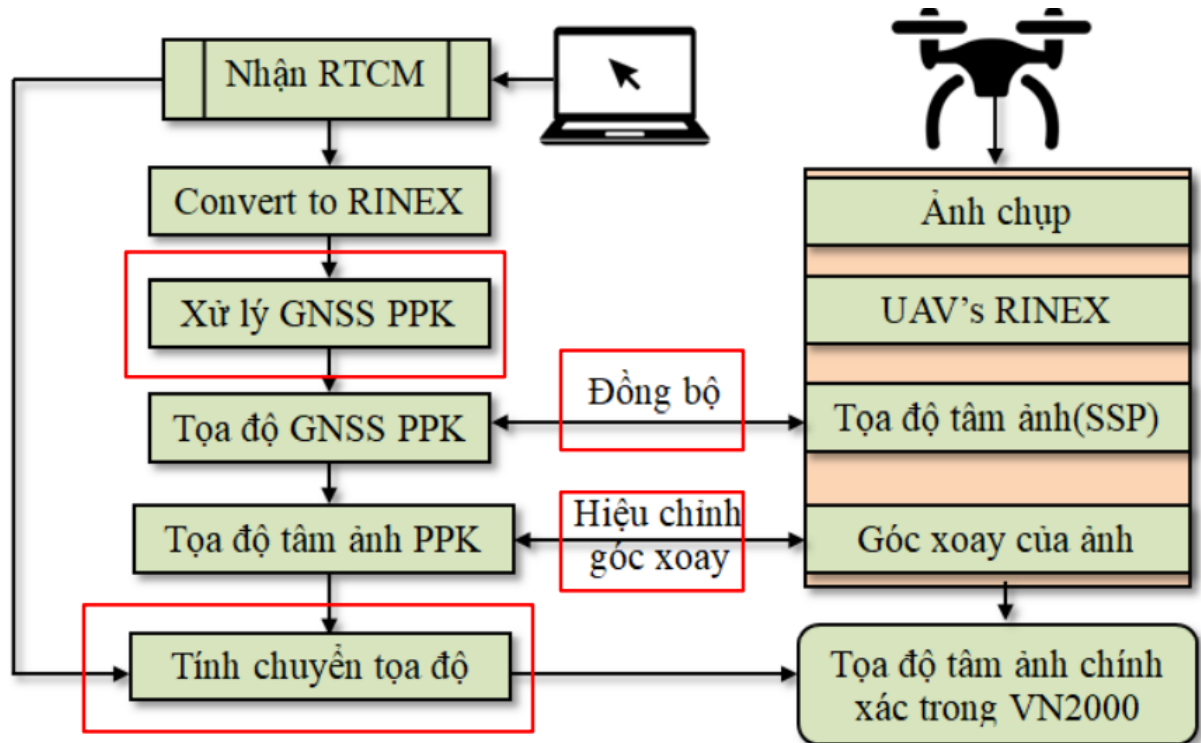 Nhận RTCM
Convert to RINEX
Xử lý GNSS PPK
Tọa độ GNSS PPK
Tọa độ tâm ảnh PPK
Tính chuyển tọa độ
Đồng bộ
Hiệu chỉnh
góc xoay
Ảnh chụp
UAV's RINEX
Tọa độ tâm ảnh(SSP)
Góc xoay của ảnh
Tọa độ tâm ảnh chính
xác trong VN2000